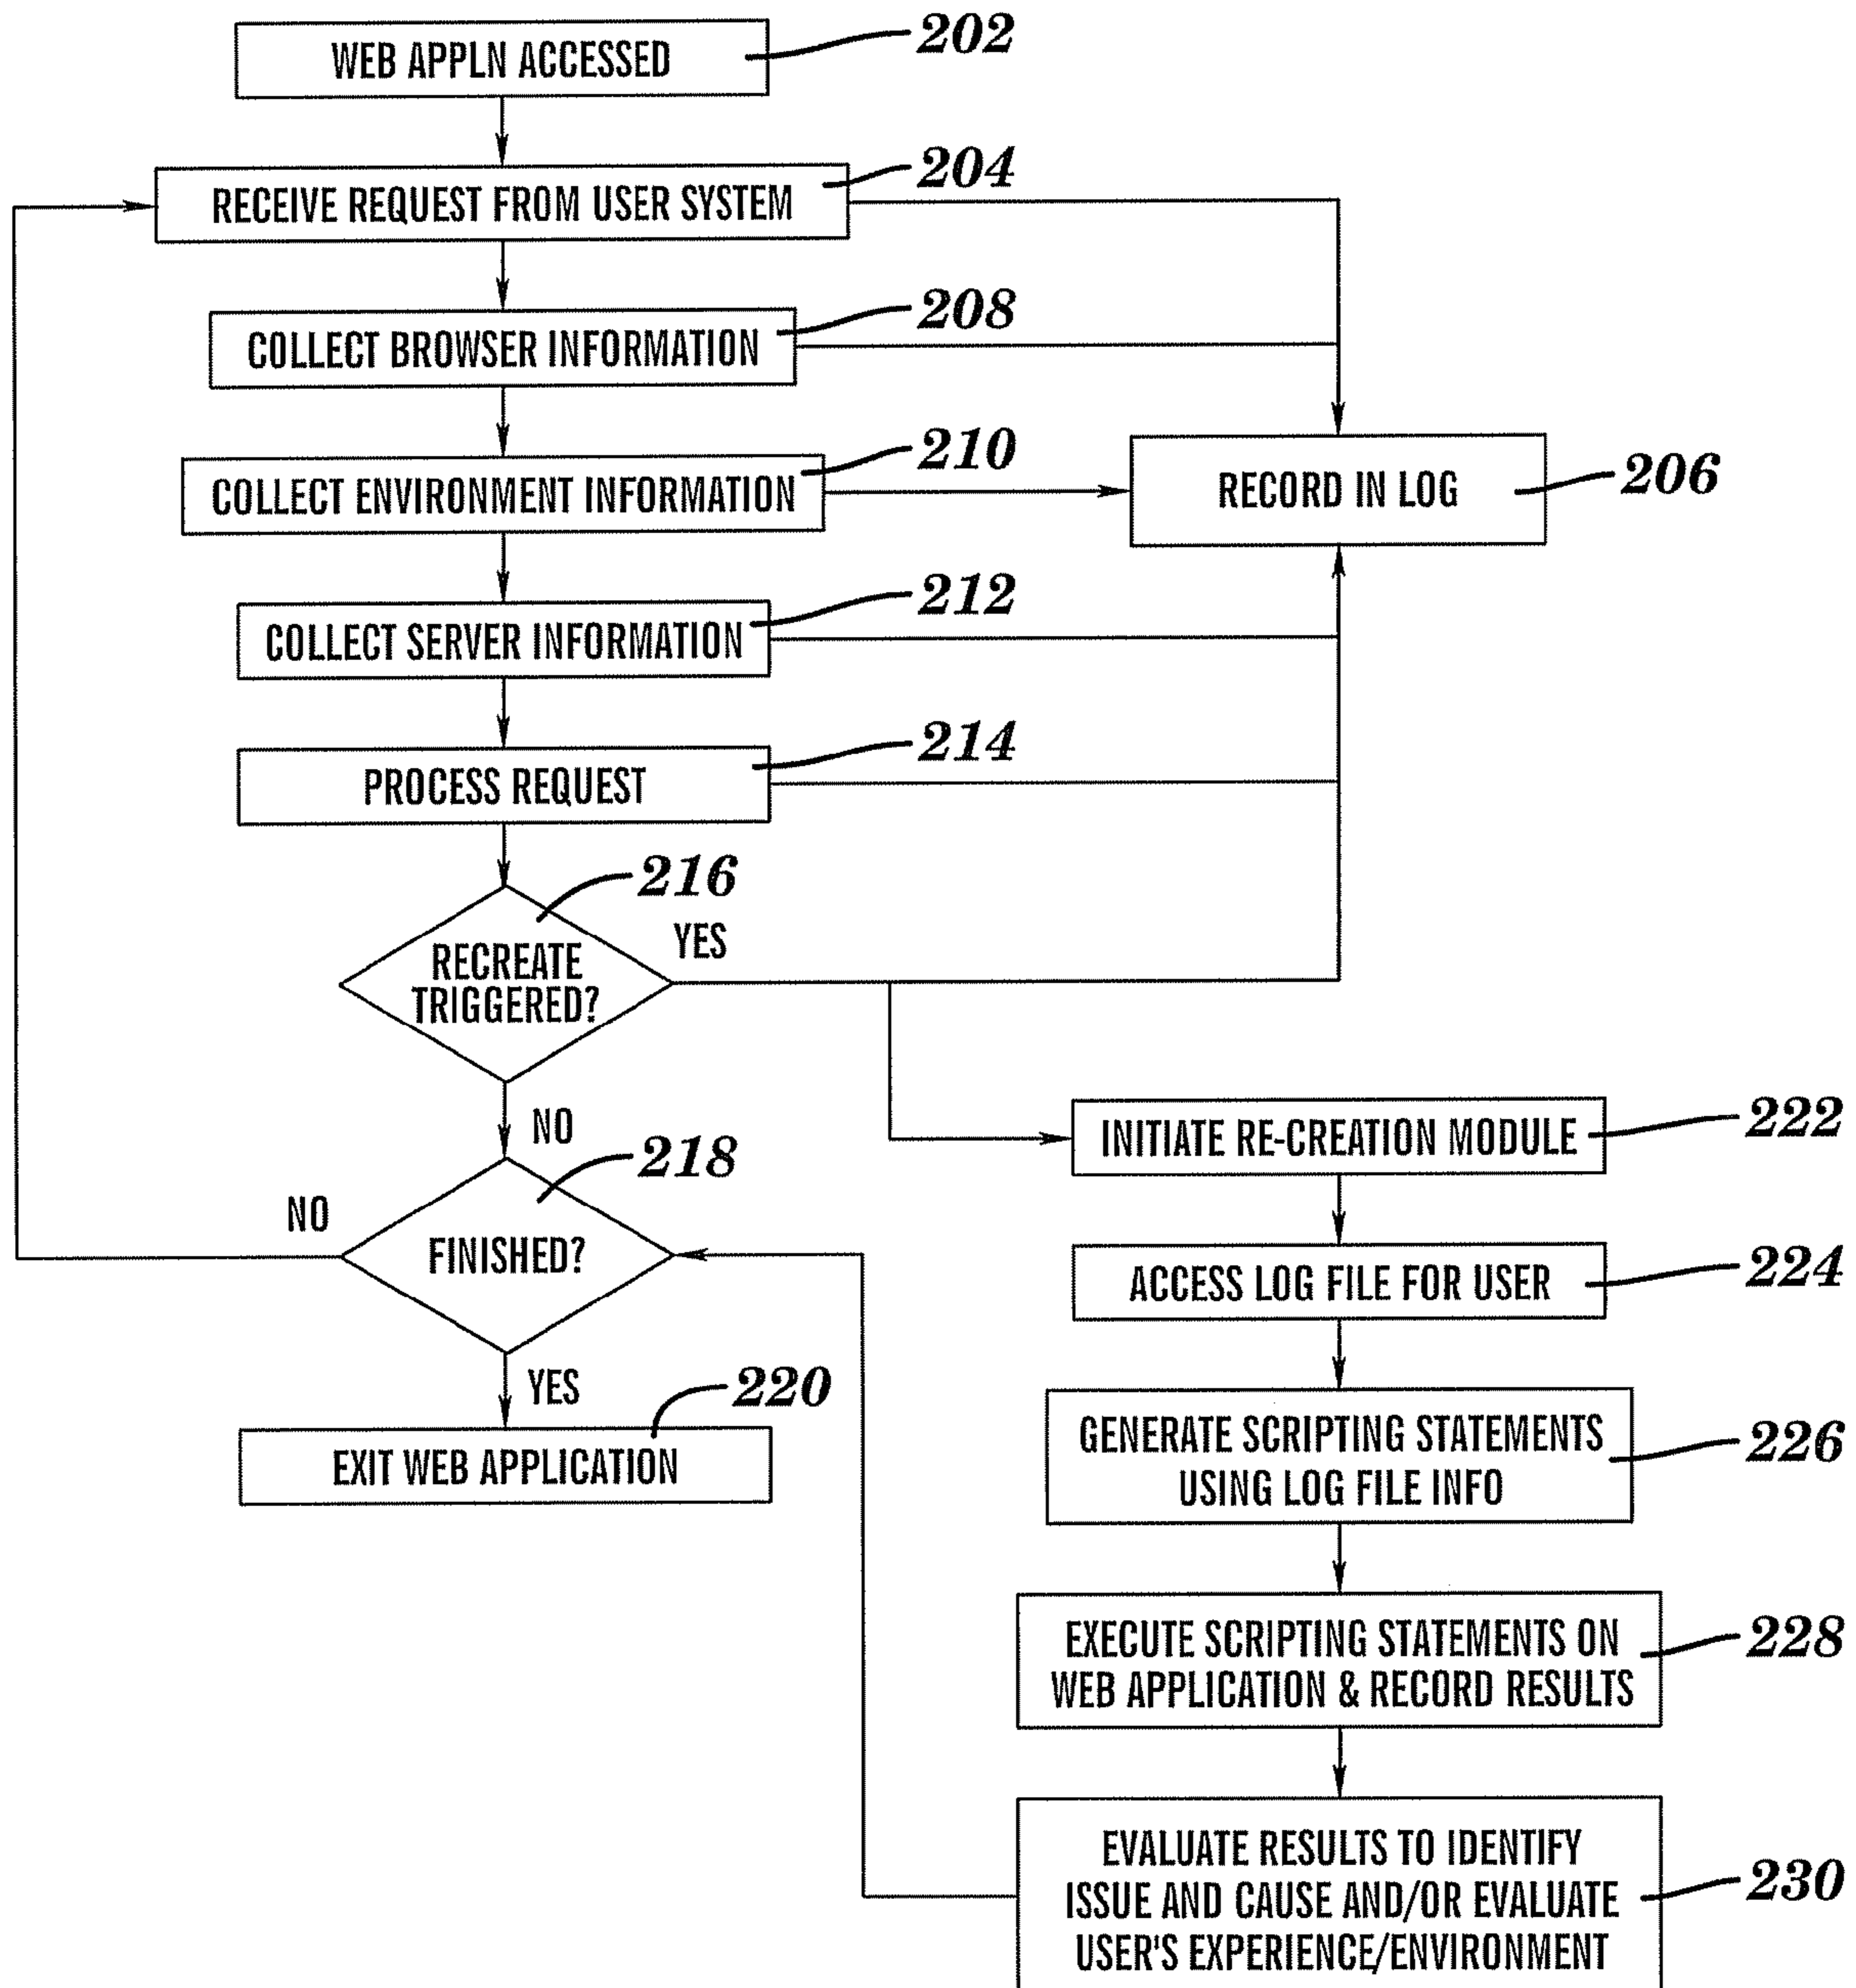 WEB APPLN ACCESSED
202
RECEIVE REQUEST FROM USER SYSTEM
204
COLLECT BROWSER INFORMATION
208
COLLECT ENVIRONMENT INFORMATION
210
RECORD IN LOG
206
COLLECT SERVER INFORMATION
212
PROCESS REQUEST
214
216
RECREATE
TRIGGERED?
YES
NO
218
NO
FINISHED?
YES
220
EXIT WEB APPLICATION
INITIATE RE-CREATION MODULE
222
ACCESS LOG FILE FOR USER
224
GENERATE SCRIPTING STATEMENTS
USING LOG FILE INFO
226
EXECUTE SCRIPTING STATEMENTS ON
WEB APPLICATION & RECORD RESULTS
228
EVALUATE RESULTS TO IDENTIFY
ISSUE AND CAUSE AND/OR EVALUATE
USER'S EXPERIENCE/ENVIRONMENT
230